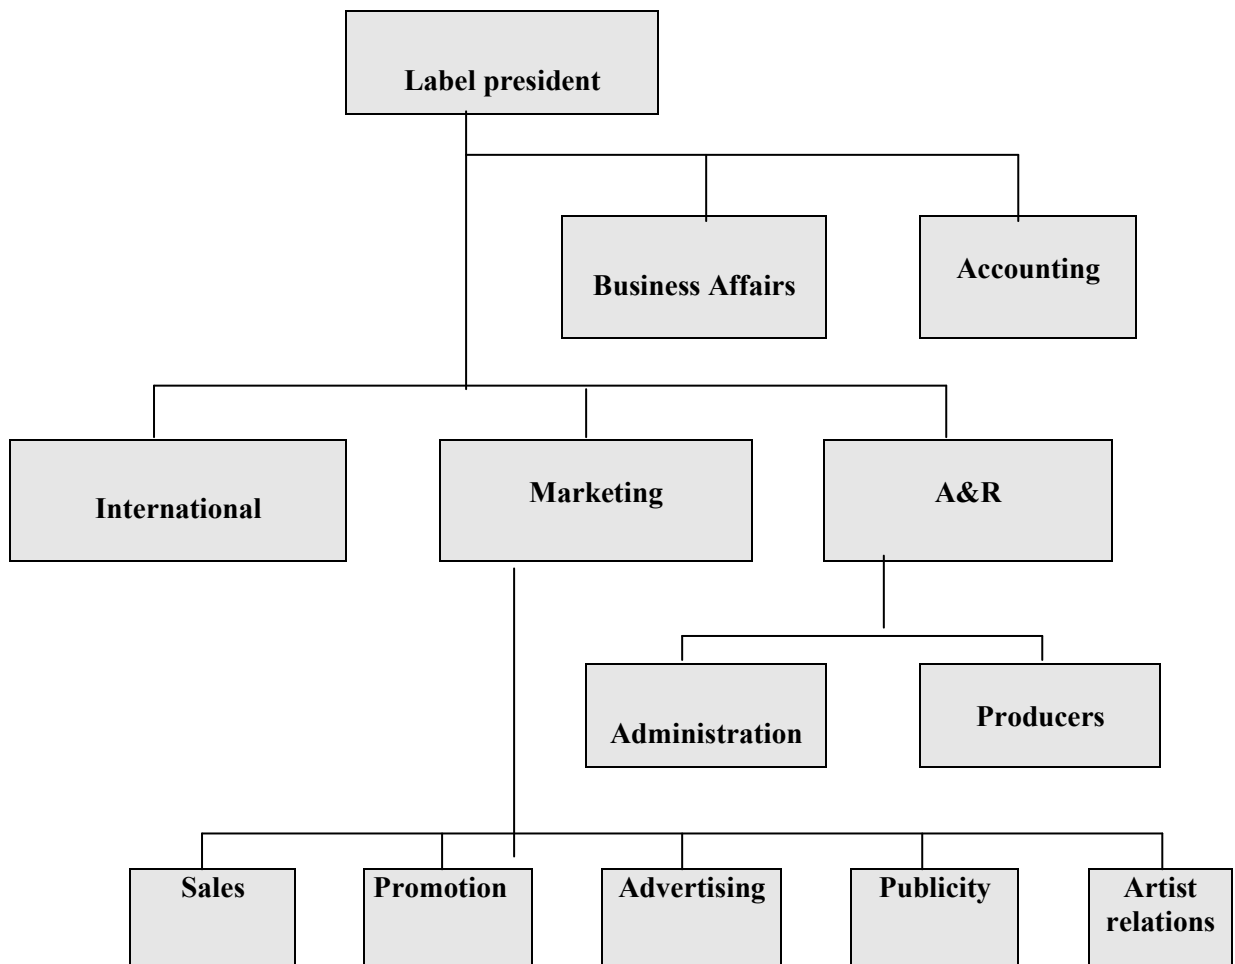 Label president
Business Affairs
Accounting
International
Marketing
A&R
Administration
Producers
Sales
Promotion
Advertising
Publicity
Artist
relations